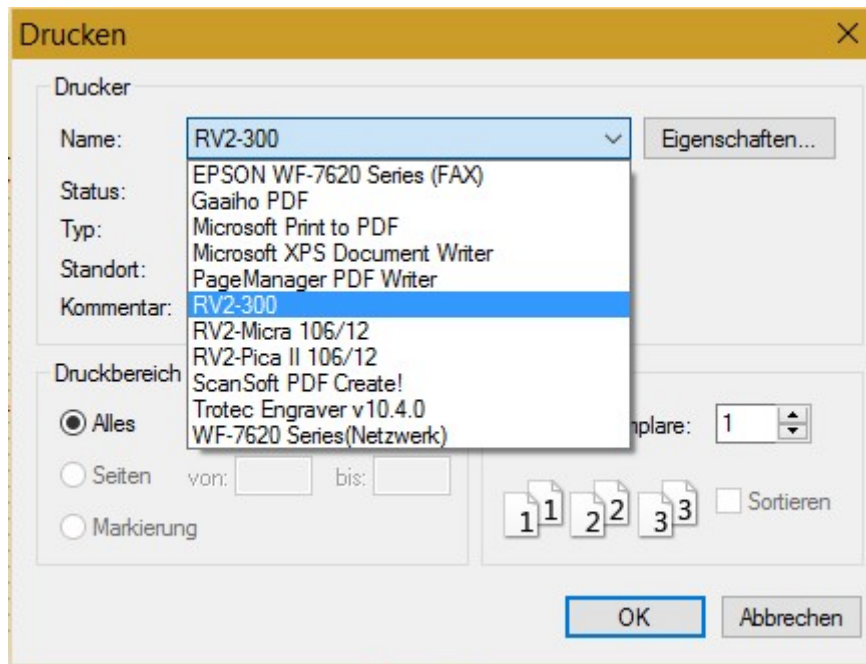 Drucken
Drucker
Name: RV2-300 Eigenschaften...
EPSON WF-7620 Series (FAX)
Status:
Gaaiho PDF
Typ:
Microsoft Print to PDF
Microsoft XPS Document Writer
Standort:
PageManager PDF Writer
Kommentar: RV2-300
RV2-Micra 106/12
RV2-Pica II 106/12
Druckbereich
ScanSoft PDF Create!
Alles
Trotec Engraver v10.4.0
nplare: 1
WF-7620 Series(Netzwerk)
Seiten von: bis:
1 1 2 2 3 3 Sortieren
Markierung
OK Abbrechen